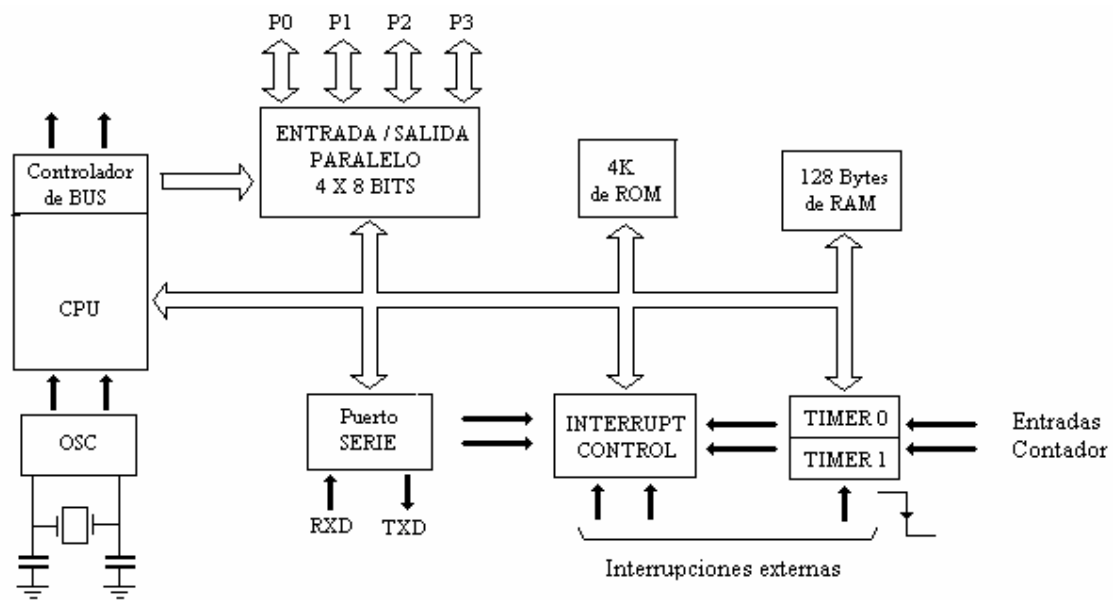 P0 P1 P2 P3
ENTRADA / SALIDA
PARALELO
4 X 8 BITS
Controlador
de BUS
4K
de ROM
128 Bytes
de RAM
CPU
Puerto
SERIE
INTERRUPT
CONTROL
TIMER 0
TIMER 1
Entradas
Contador
OSC
RXD TXD
Interrupciones externas